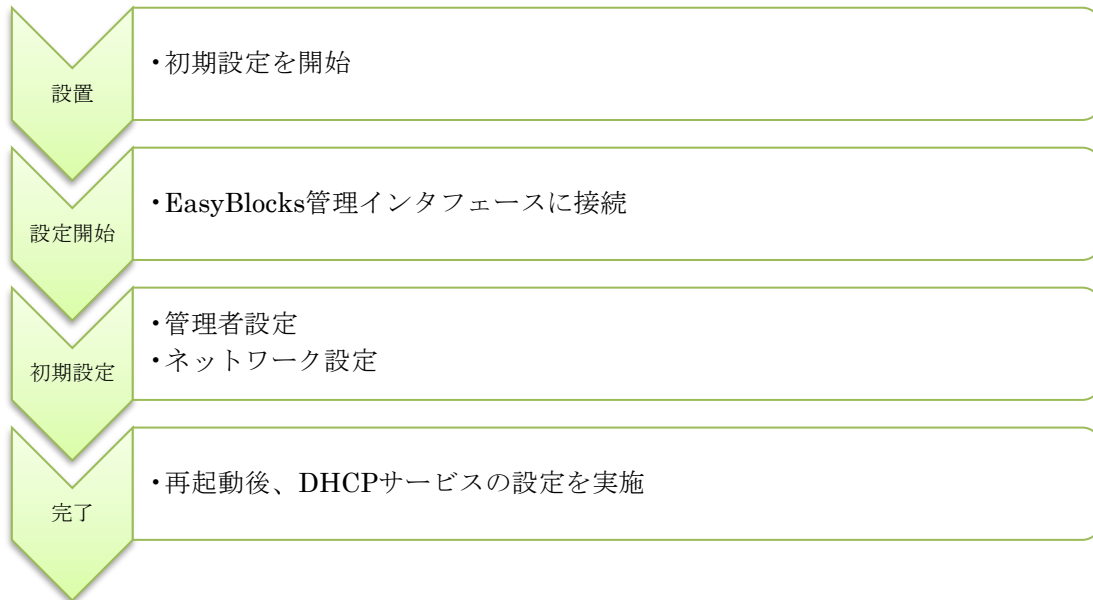 設置
・初期設定を開始
設定開始
・EasyBlocks管理インタフェースに接続
初期設定
・管理者設定
・ネットワーク設定
完了
・再起動後、DHCPサービスの設定を実施